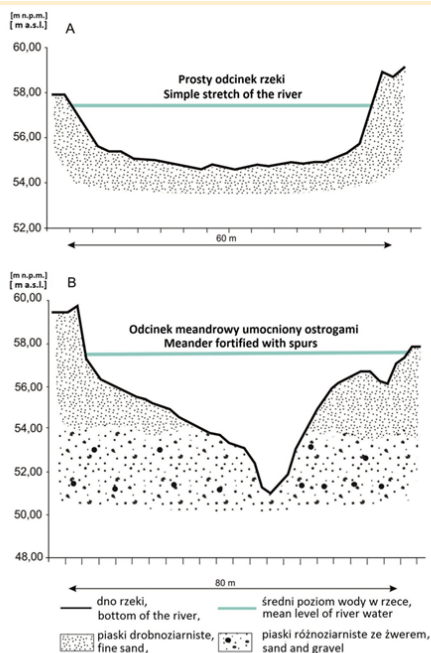 [m n.p.m.]
[ m a.s.l.]
A
60,00
Prosty odcinek rzeki
Simple stretch of the river
58,00
56,00
54,00
52,00
60 m
[m n.p.m.]
[ m a.s.l.]
B
60,00
Odcinek meandrowy umocniony ostrogami
Meander fortified with spurs
58,00
56,00
54,00
52,00
50,00
48,00
80 m
dno rzeki,
bottom of the river,
średni poziom wody w rzece,
mean level of river water
piaski drobnoziarniste,
fine sand,
piaski różnoziarniste ze żwerem,
sand and gravel